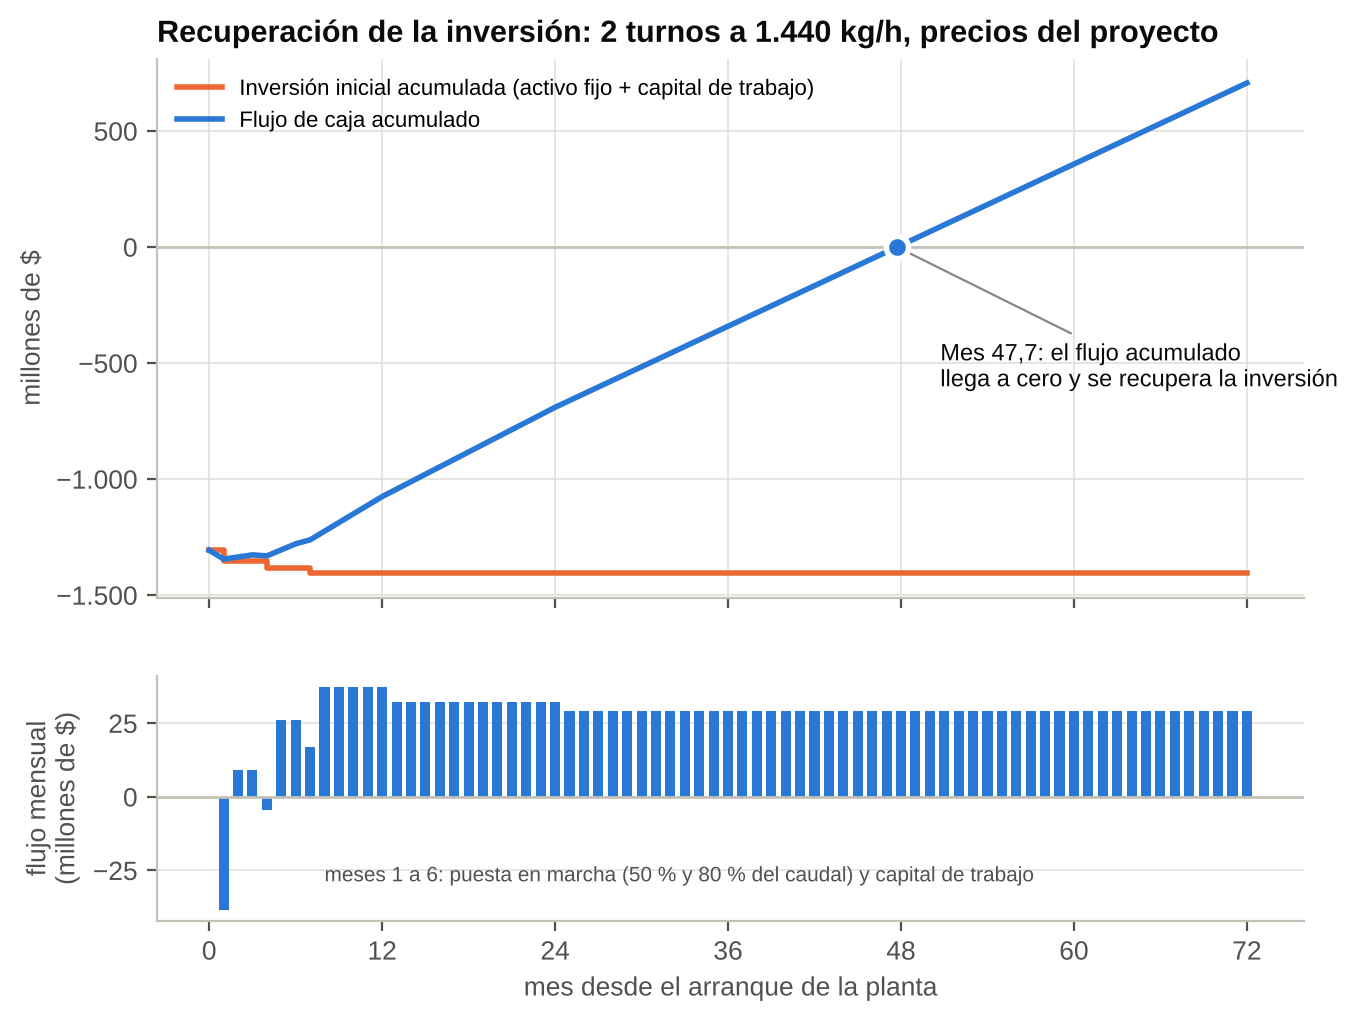 Recuperación de la inversión: 2 turnos a 1.440 kg/h, precios del proyecto
Inversión inicial acumulada (activo fijo + capital de trabajo)
Flujo de caja acumulado
millones de $
500
0
−500
−1.000
−1.500
Mes 47,7: el flujo acumulado
llega a cero y se recupera la inversión
flujo mensual
(millones de $)
25
0
−25
meses 1 a 6: puesta en marcha (50 % y 80 % del caudal) y capital de trabajo
0 12 24 36 48 60 72
mes desde el arranque de la planta